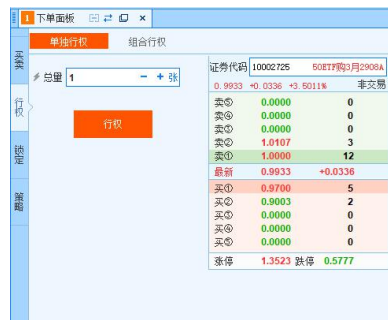 1 下单面板
单独行权 组合行权
买卖
行权
锁定
策略
总量 1 - + 张
行权
证券代码 10002725 50ETF购3月2908A
0.9933 +0.0336 +3.5011% 非交易
卖⑤ 0.0000 0
卖④ 0.0000 0
卖③ 0.0000 0
卖② 1.0107 3
卖① 1.0000 12
最新 0.9933 +0.0336
买① 0.9700 5
买② 0.9003 2
买③ 0.0000 0
买④ 0.0000 0
买⑤ 0.0000 0
涨停 1.3523 跌停 0.5777